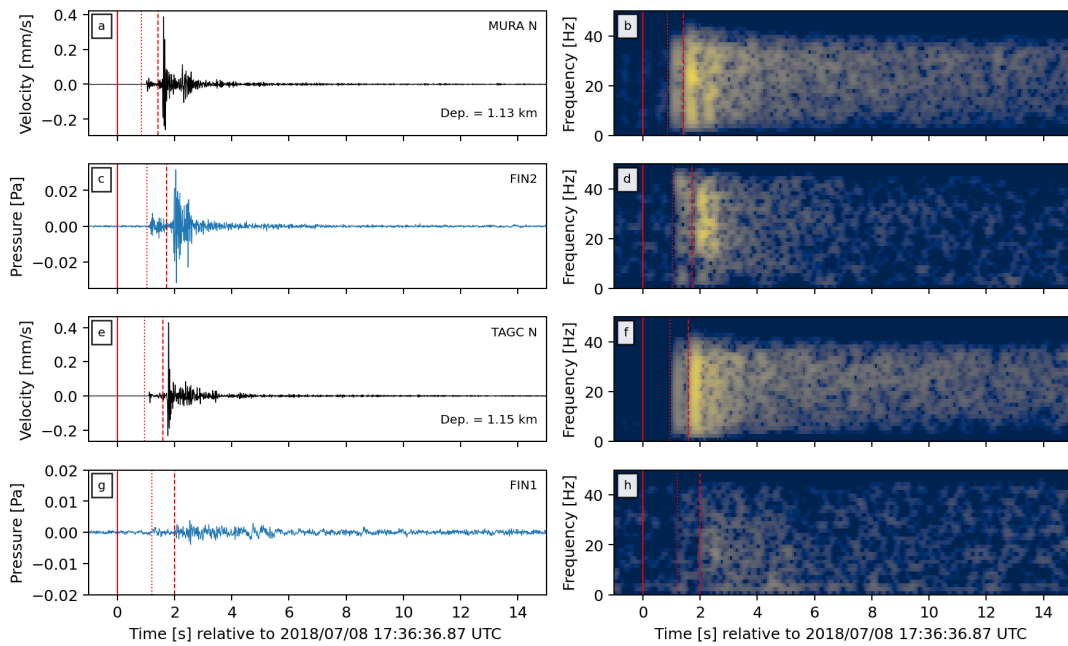 a
MURA N
Dep. = 1.13 km
Velocity [mm/s]
0.4
0.2
0.0
−0.2
b
Frequency [Hz]
40
20
0
c
FIN2
Pressure [Pa]
0.02
0.00
−0.02
d
Frequency [Hz]
40
20
0
e
TAGC N
Dep. = 1.15 km
Velocity [mm/s]
0.4
0.2
0.0
−0.2
f
Frequency [Hz]
40
20
0
g
FIN1
Pressure [Pa]
0.02
0.01
0.00
−0.01
−0.02
0 2 4 6 8 10 12 14
Time [s] relative to 2018/07/08 17:36:36.87 UTC
h
Frequency [Hz]
40
20
0
0 2 4 6 8 10 12 14
Time [s] relative to 2018/07/08 17:36:36.87 UTC